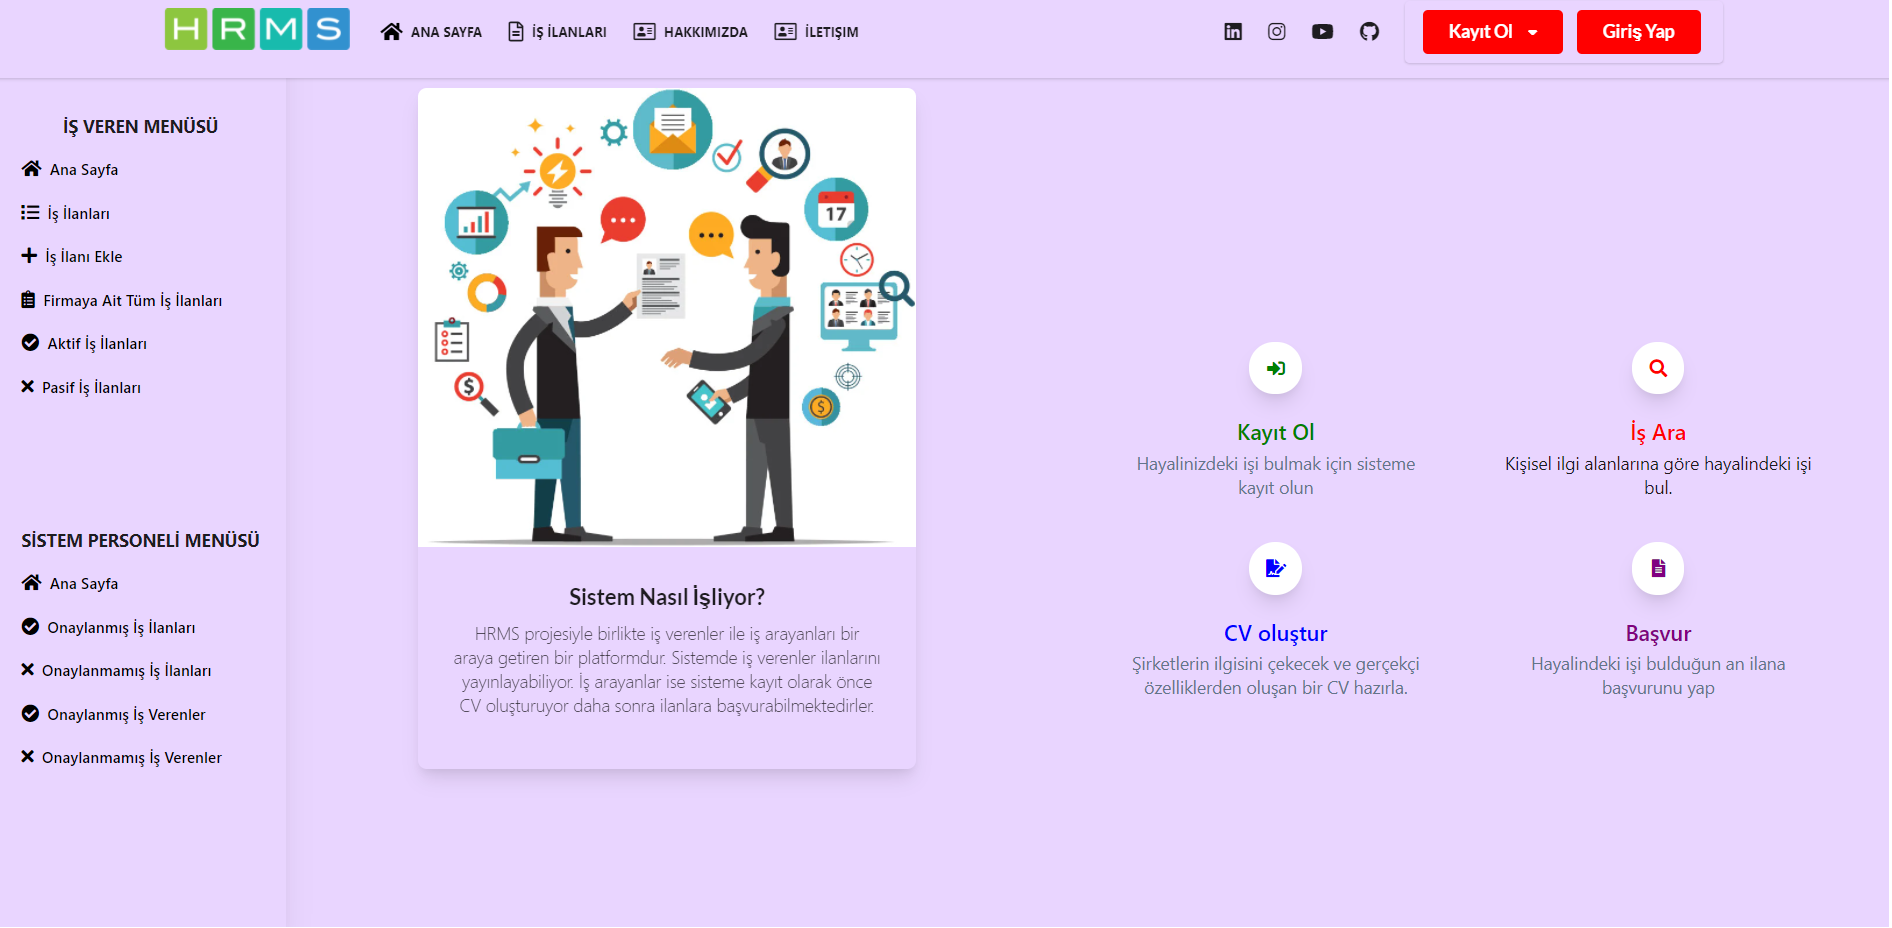 HRMS
ANA SAYFA
İŞ İLANLARI
HAKKIMIZDA
İLETIŞIM
Kayıt Ol
Giriş Yap
İŞ VEREN MENÜSÜ
Ana Sayfa
İş İlanları
İş İlanı Ekle
Firmaya Ait Tüm İş İlanları
Aktif İş İlanları
Pasif İş İlanları
SİSTEM PERSONELİ MENÜSÜ
Ana Sayfa
Onaylanmış İş İlanları
Onaylanmamış İş İlanları
Onaylanmış İş Verenler
Onaylanmamış İş Verenler
17
$
$
Sistem Nasıl İşliyor?
HRMS projesiyle birlikte iş verenler ile iş arayanları bir
araya getiren bir platformdur. Sistemde iş verenler ilanlarını
yayınlayabiliyor. İş arayanlar ise sisteme kayıt olarak önce
CV oluşturuyor daha sonra ilanlara başvurabilmektedirler.
Kayıt Ol
Hayalinizdeki işi bulmak için sisteme
kayıt olun
İş Ara
Kişisel ilgi alanlarına göre hayalindeki işi
bul.
CV oluştur
Şirketlerin ilgisini çekecek ve gerçekçi
özelliklerden oluşan bir CV hazırla.
Başvur
Hayalindeki işi bulduğun an ilana
başvurunu yap